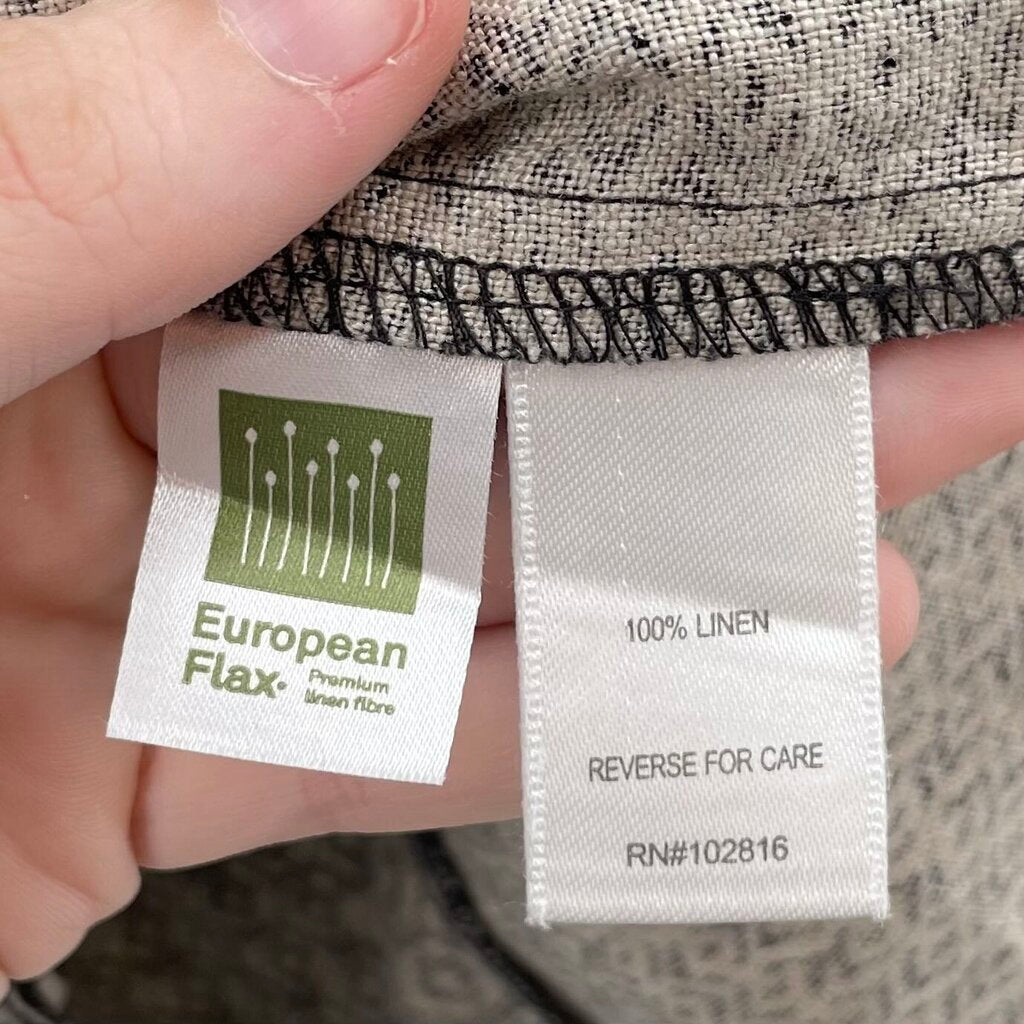 European
Flax®
Premium
linen fibre
100% LINEN
REVERSE FOR CARE
RN#102816